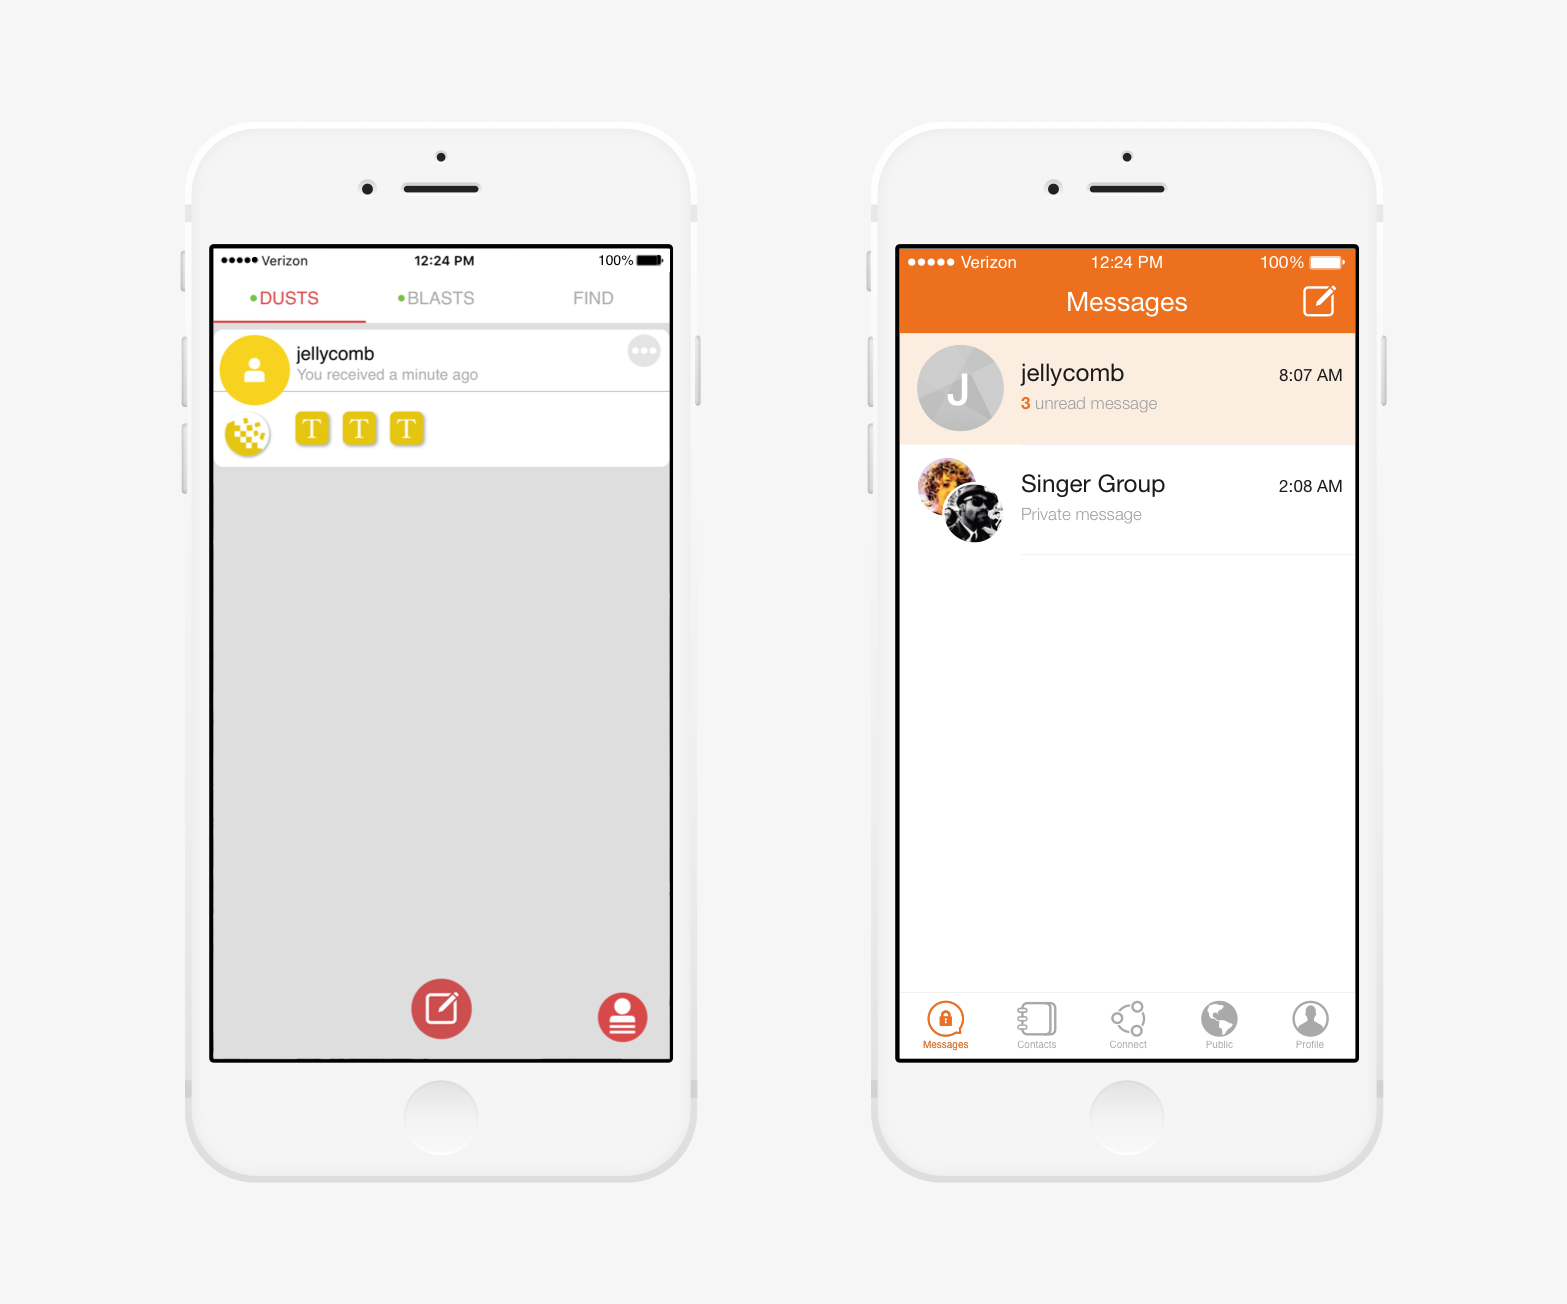 Verizon 12:24 PM 100%
DUSTS BLASTS FIND
jellycomb
You received a minute ago
T T T
Verizon 12:24 PM 100%
Messages
J
jellycomb 8:07 AM
3 unread message
Singer Group 2:08 AM
Private message
Messages Contacts Connect Public Profile